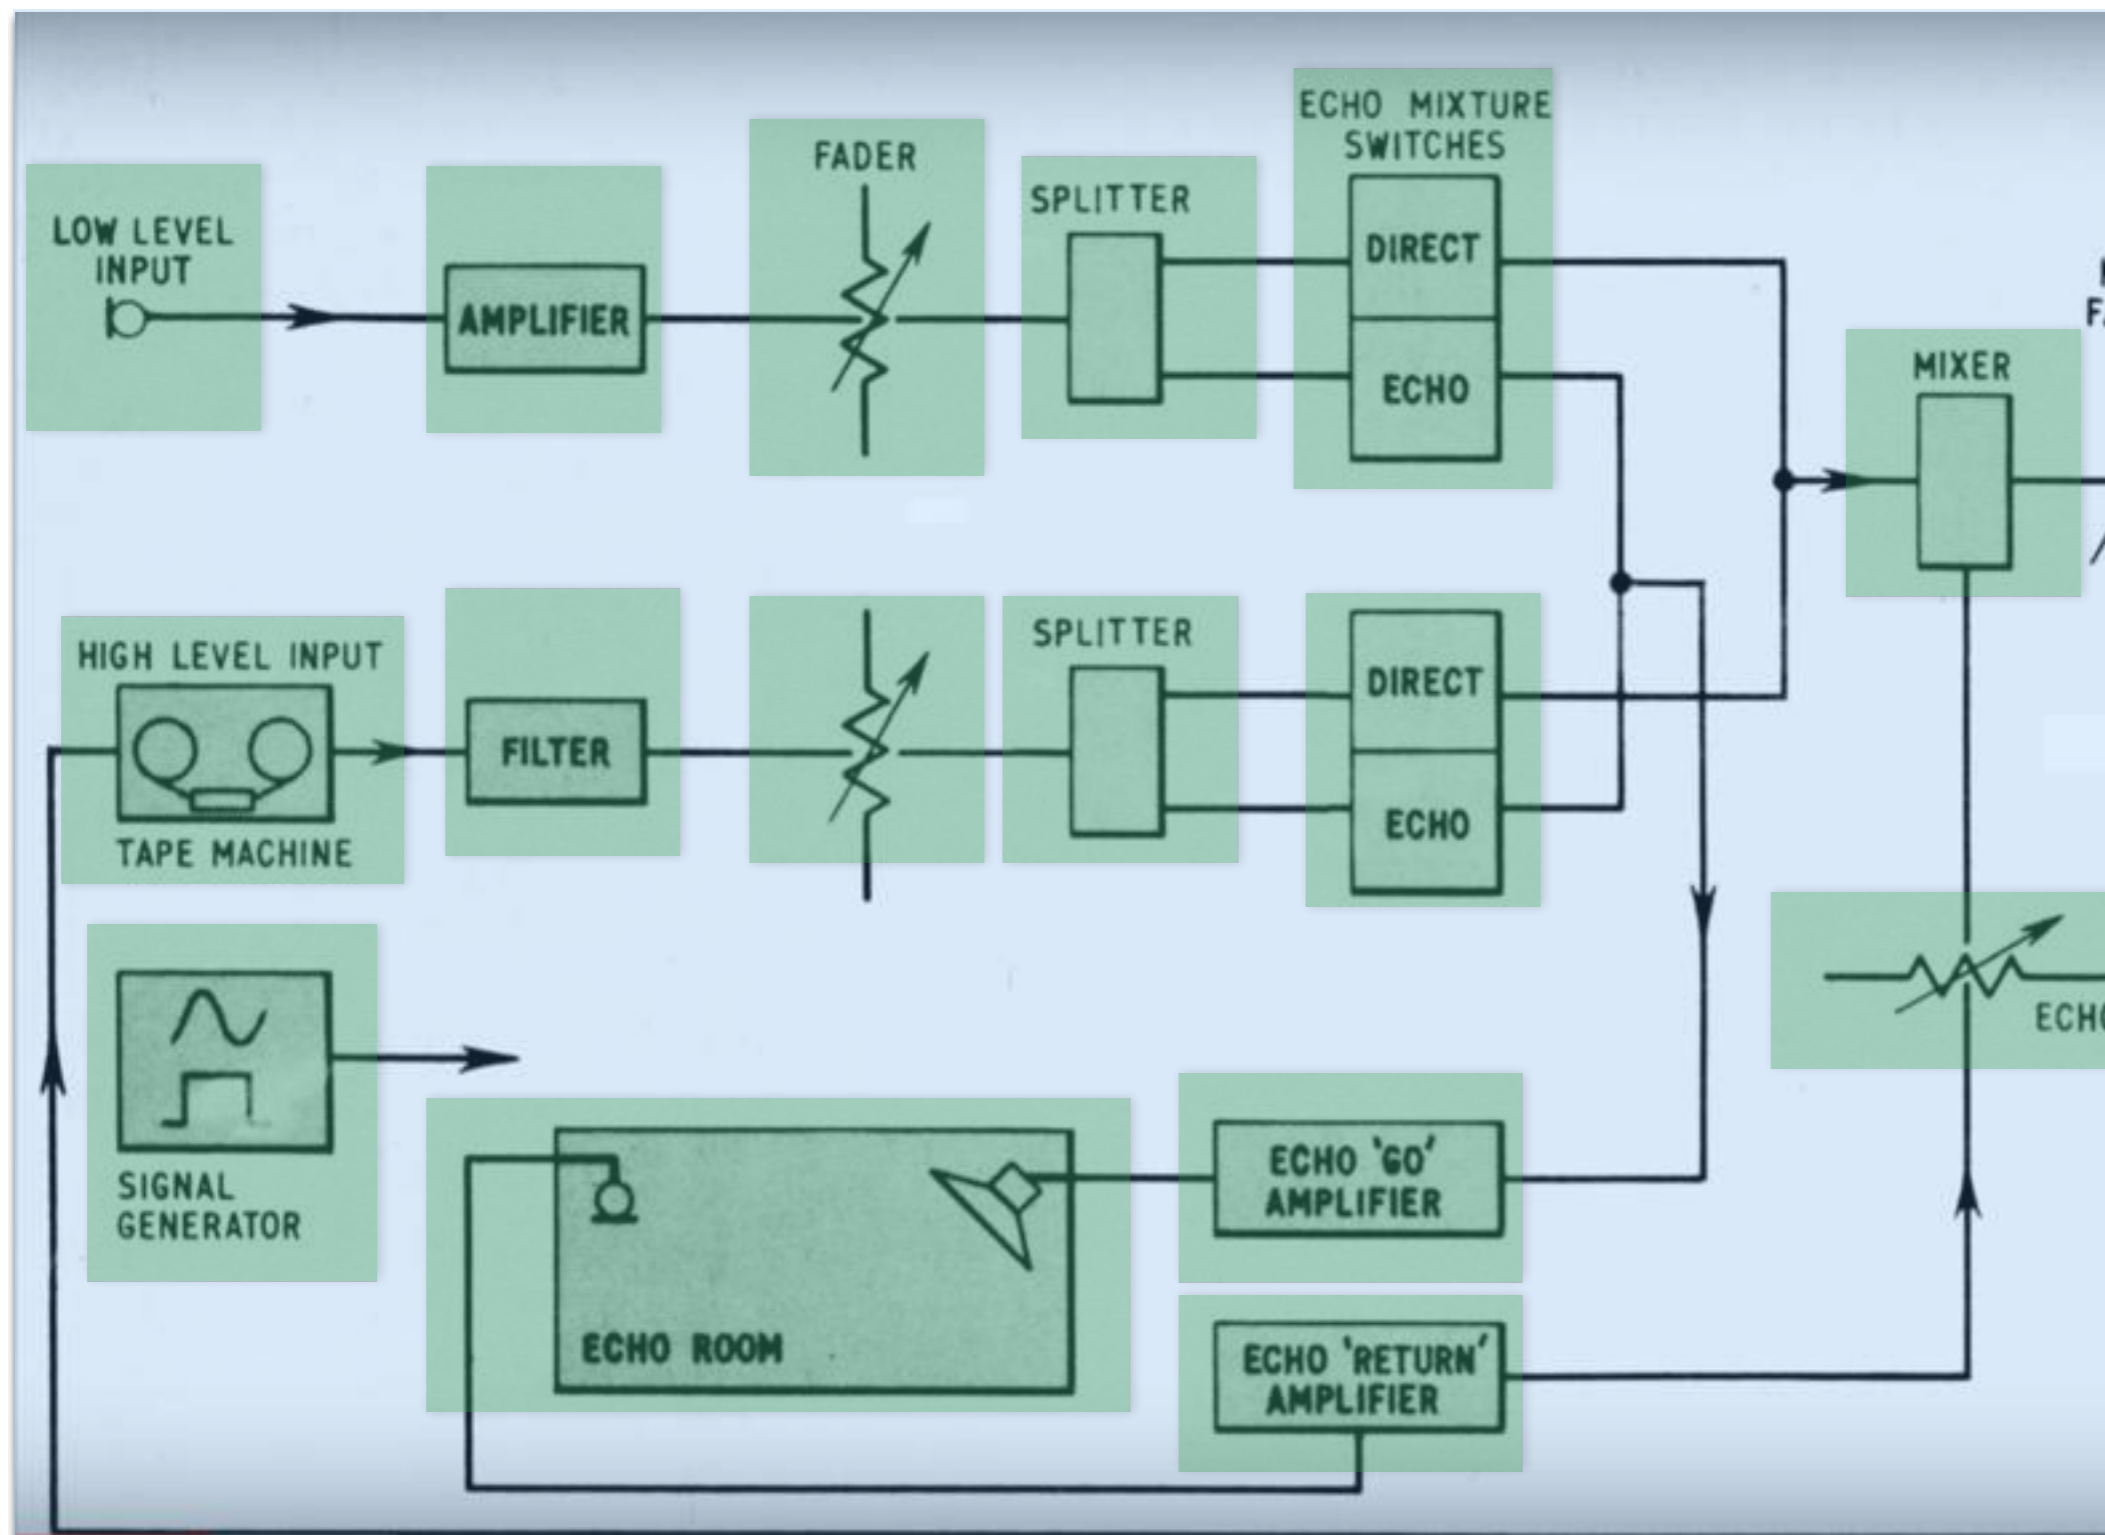 ECHO MIXTURE
SWITCHES
FADER
SPLITTER
LOW LEVEL
INPUT
DIRECT
AMPLIFIER
MIXER
ECHO
HIGH LEVEL INPUT
SPLITTER
DIRECT
FILTER
ECHO
TAPE MACHINE
ECHO
SIGNAL
GENERATOR
ECHO 'GO'
AMPLIFIER
ECHO ROOM
ECHO 'RETURN'
AMPLIFIER